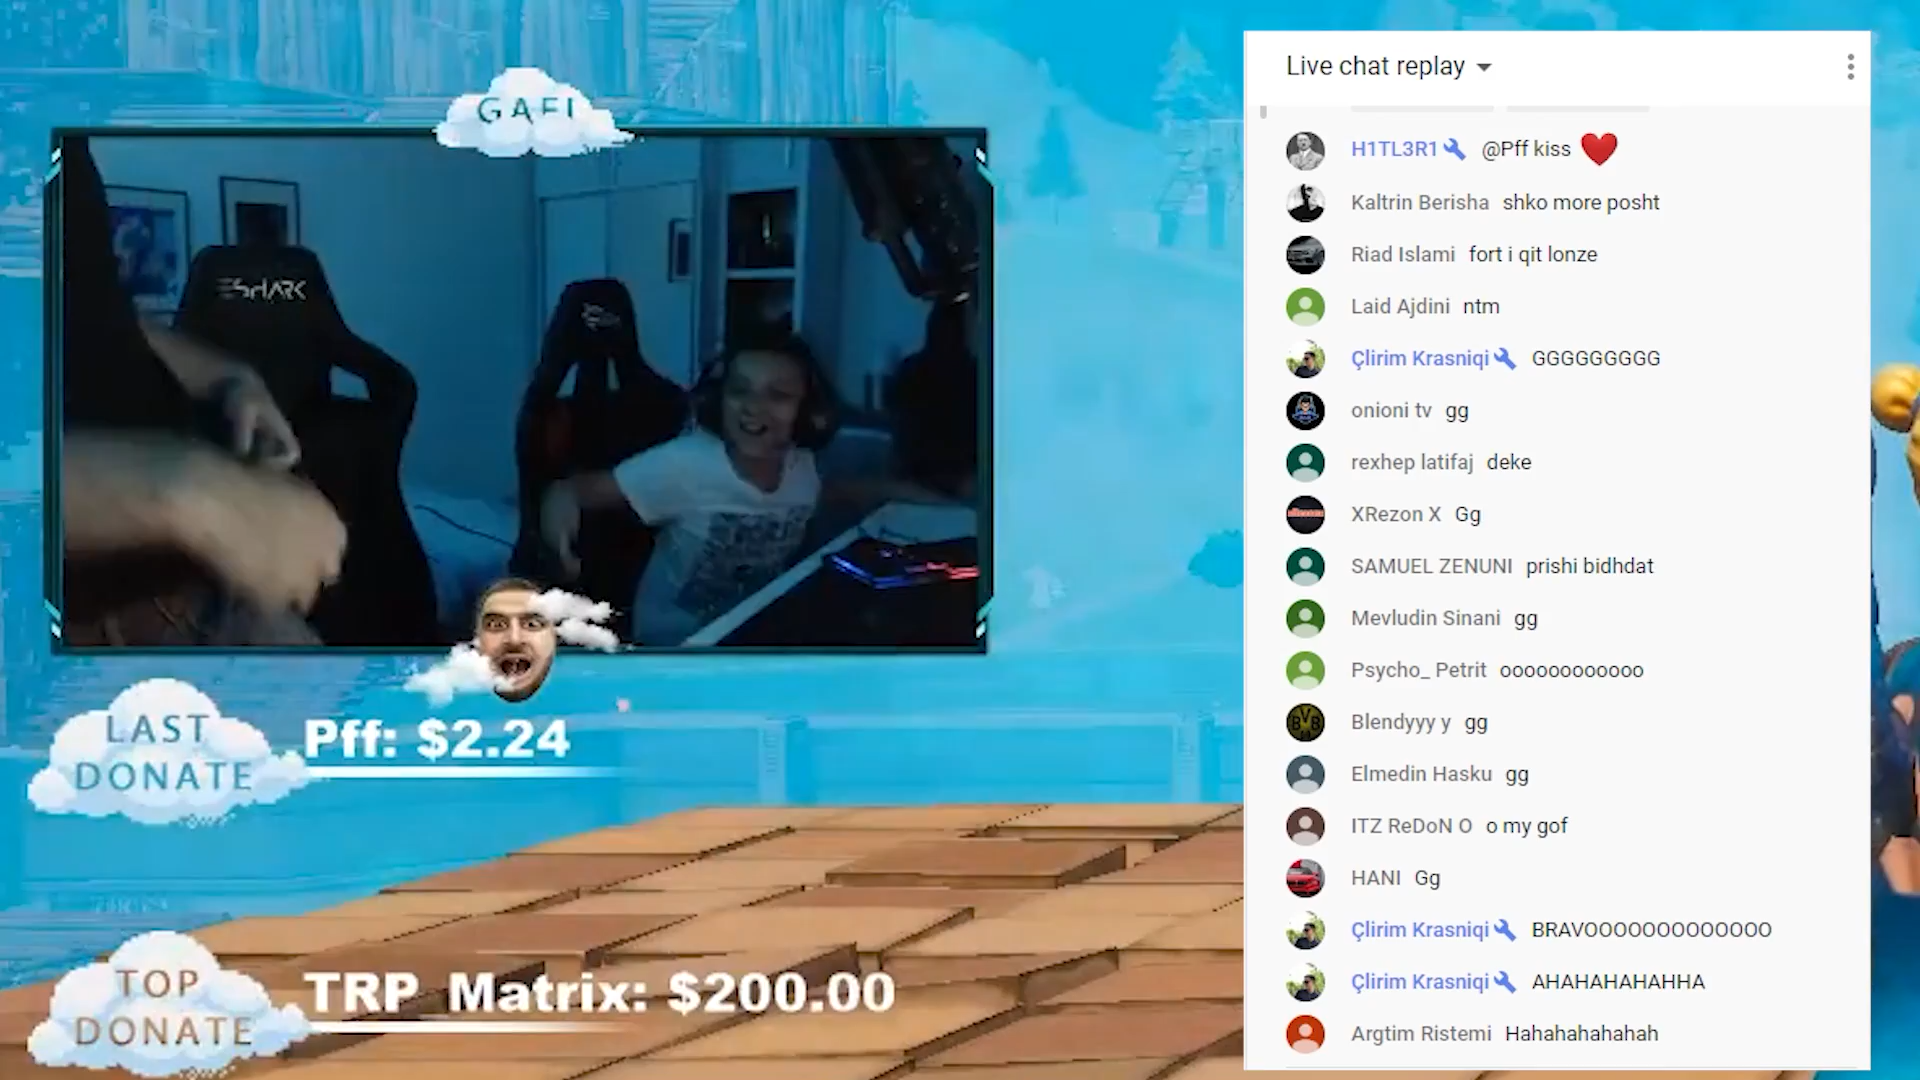 GAFI
ESHARK
LAST
DONATE
Pff: $2.24
TOP
DONATE
TRP Matrix: $200.00
Live chat replay
H1TL3R1 @Pff kiss
Kaltrin Berisha shko more posht
Riad Islami fort i qit lonze
Laid Ajdini ntm
Çlirim Krasniqi GGGGGGGGG
onioni tv gg
rexhep latifaj deke
XRezon X Gg
SAMUEL ZENUNI prishi bidhdat
Mevludin Sinani gg
Psycho_ Petrit oooooooooooo
BVB
Blendyyy y gg
Elmedin Hasku gg
ITZ ReDoN O o my gof
HANI Gg
Çlirim Krasniqi BRAVOOOOOOOOOOOOO
Çlirim Krasniqi AHAHAHAHAHHA
Argtim Ristemi Hahahahahahah